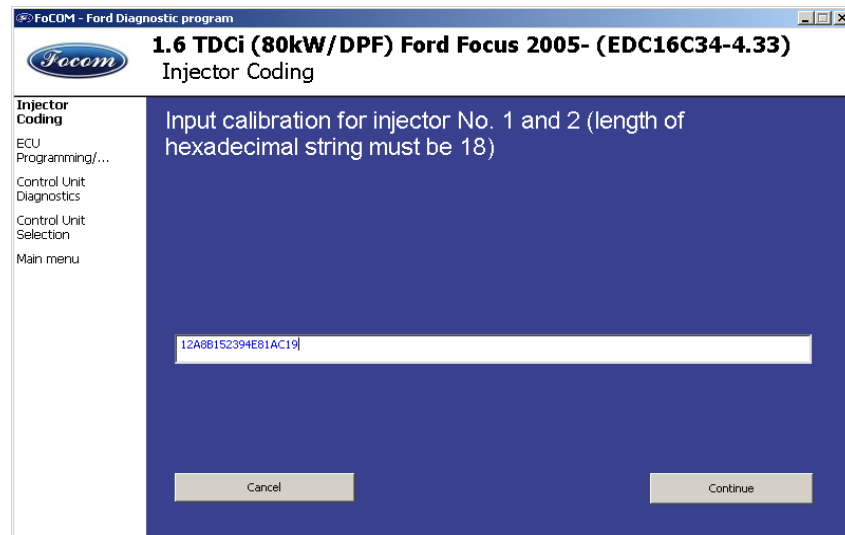 FoCOM - Ford Diagnostic program
Focom
1.6 TDCi (80kW/DPF) Ford Focus 2005- (EDC16C34-4.33)
Injector Coding
Injector
Coding
ECU
Programming/...
Control Unit
Diagnostics
Control Unit
Selection
Main menu
Input calibration for injector No. 1 and 2 (length of
hexadecimal string must be 18)
12A8B152394E81AC19
Cancel
Continue